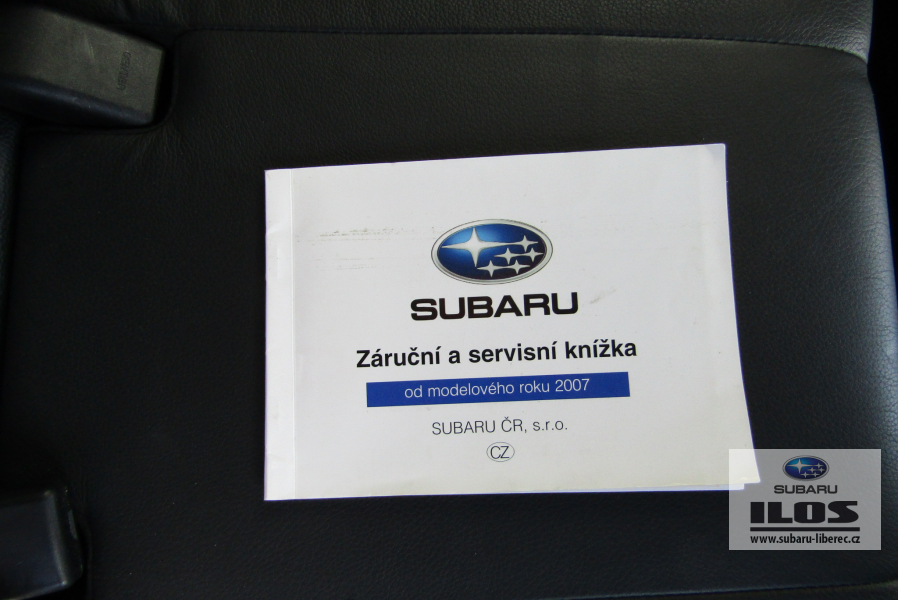 SUBARU
Záruční a servisní knížka
od modelového roku 2007
SUBARU ČR, s.r.o.
CZ
SUBARU
ILOS
www.subaru-liberec.cz